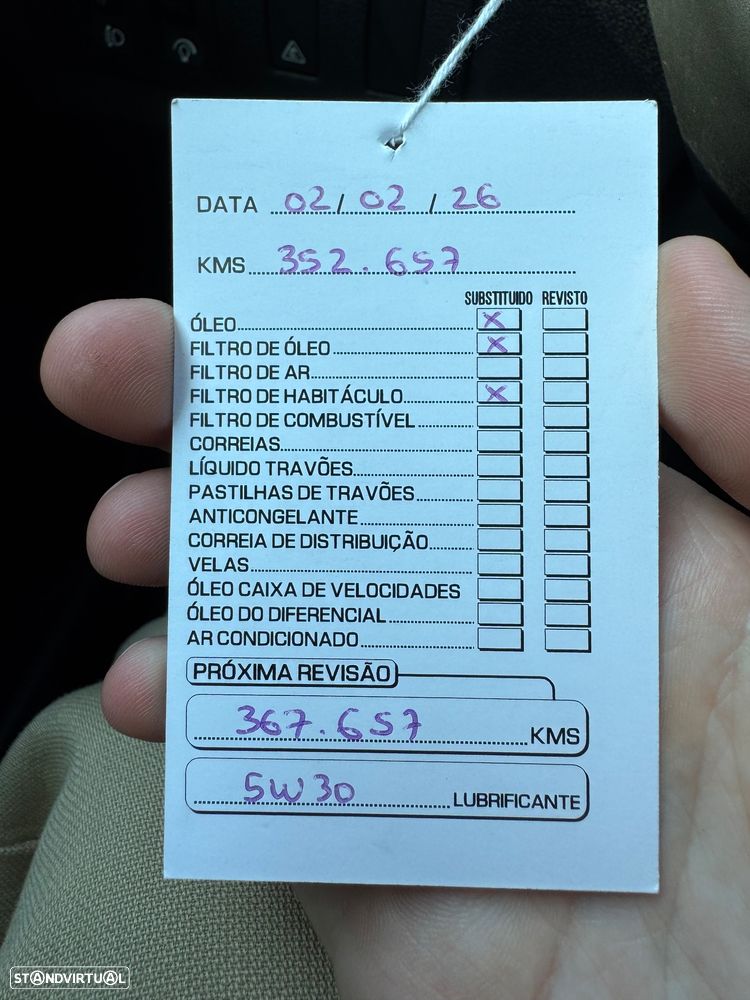 DATA 02/ 02 / 26
KMS 352.657
SUBSTITUIDO REVISTO
ÓLEO X
FILTRO DE ÓLEO X
FILTRO DE AR
FILTRO DE HABITÁCULO X
FILTRO DE COMBUSTÍVEL
CORREIAS
LÍQUIDO TRAVÕES
PASTILHAS DE TRAVÕES
ANTICONGELANTE
CORREIA DE DISTRIBUIÇÃO
VELAS
ÓLEO CAIXA DE VELOCIDADES
ÓLEO DO DIFERENCIAL
AR CONDICIONADO
PRÓXIMA REVISÃO
367.657 KMS
5W30 LUBRIFICANTE
STANDVIRTUAL